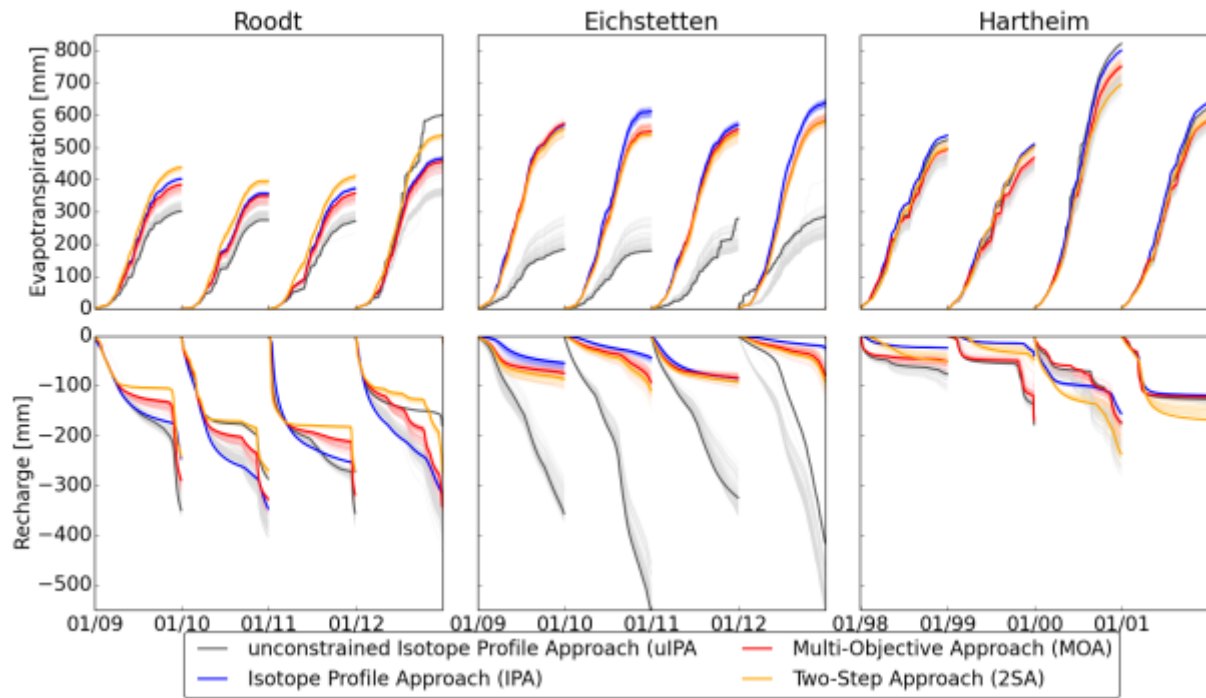 Roodt Eichstetten Hartheim
Evapotranspiration [mm]
800
700
600
500
400
300
200
100
0
Recharge [mm]
0
−100
−200
−300
−400
−500
01/09 01/10 01/11 01/12 01/09 01/10 01/11 01/12 01/98 01/99 01/00 01/01
unconstrained Isotope Profile Approach (uIPA Multi-Objective Approach (MOA)
Isotope Profile Approach (IPA) Two-Step Approach (2SA)